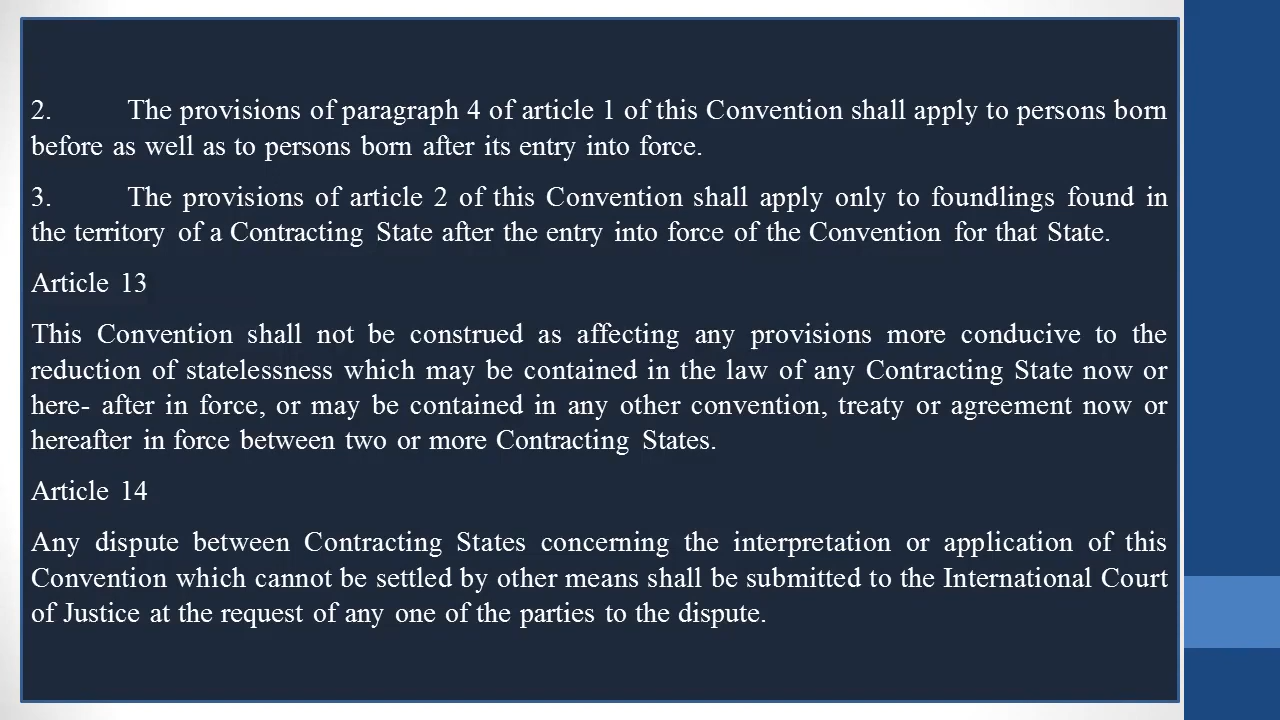 2. The provisions of paragraph 4 of article 1 of this Convention shall apply to persons born
before as well as to persons born after its entry into force.
3. The provisions of article 2 of this Convention shall apply only to foundlings found in
the territory of a Contracting State after the entry into force of the Convention for that State.
Article 13
This Convention shall not be construed as affecting any provisions more conducive to the
reduction of statelessness which may be contained in the law of any Contracting State now or
here- after in force, or may be contained in any other convention, treaty or agreement now or
hereafter in force between two or more Contracting States.
Article 14
Any dispute between Contracting States concerning the interpretation or application of this
Convention which cannot be settled by other means shall be submitted to the International Court
of Justice at the request of any one of the parties to the dispute.